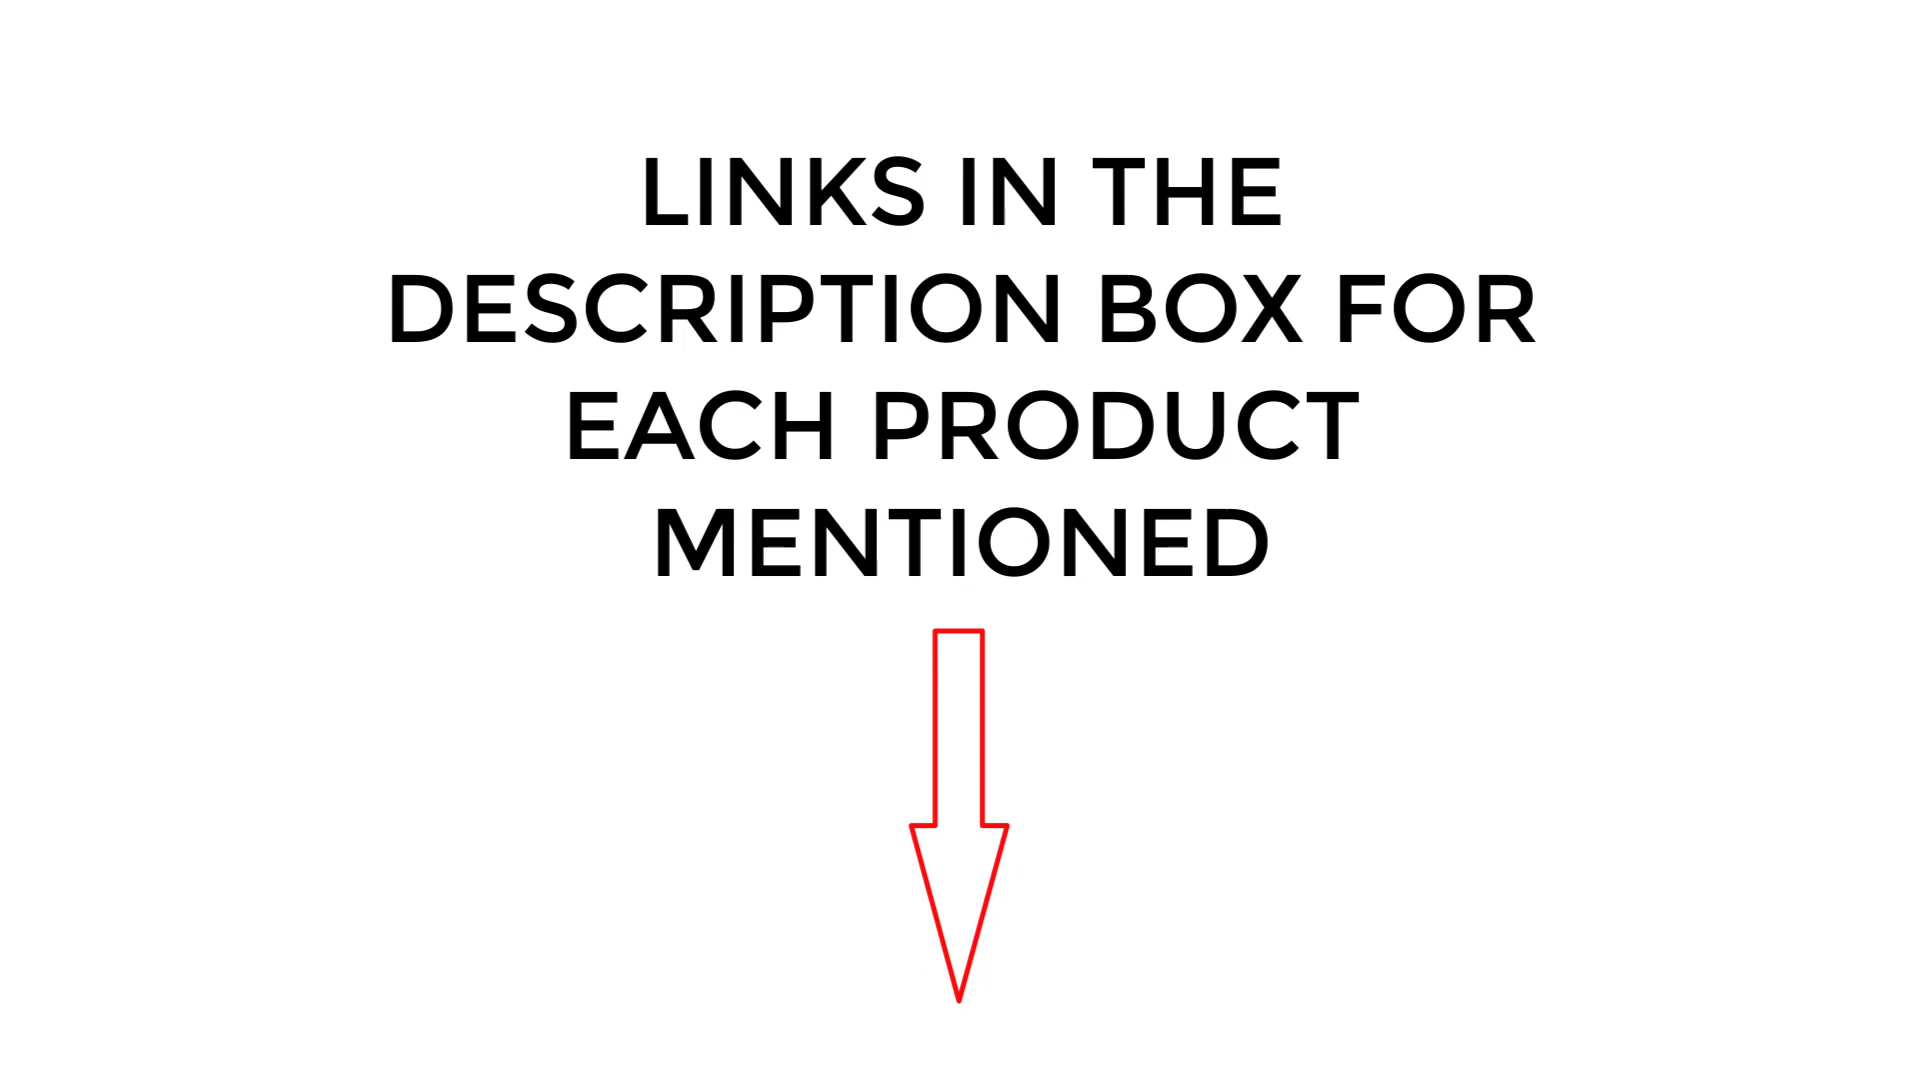 LINKS IN THE
DESCRIPTION BOX FOR
EACH PRODUCT
MENTIONED